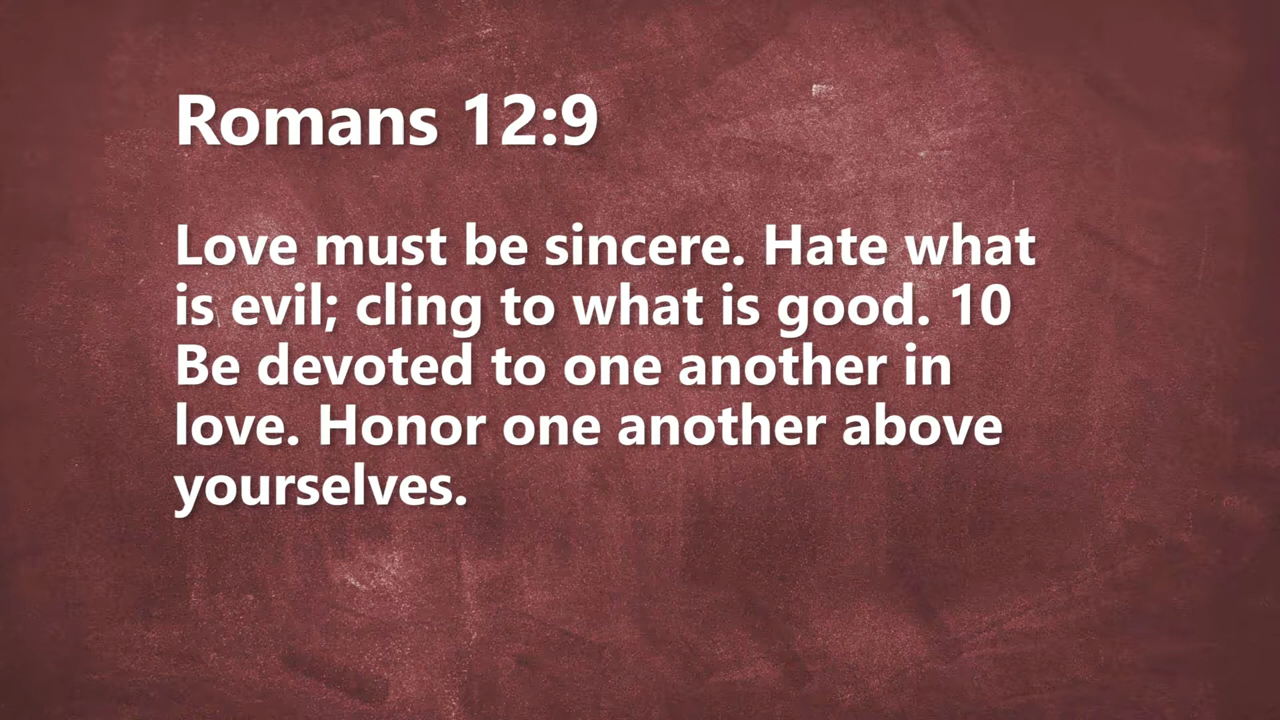 Romans 12:9
Love must be sincere. Hate what
is evil; cling to what is good. 10
Be devoted to one another in
love. Honor one another above
yourselves.